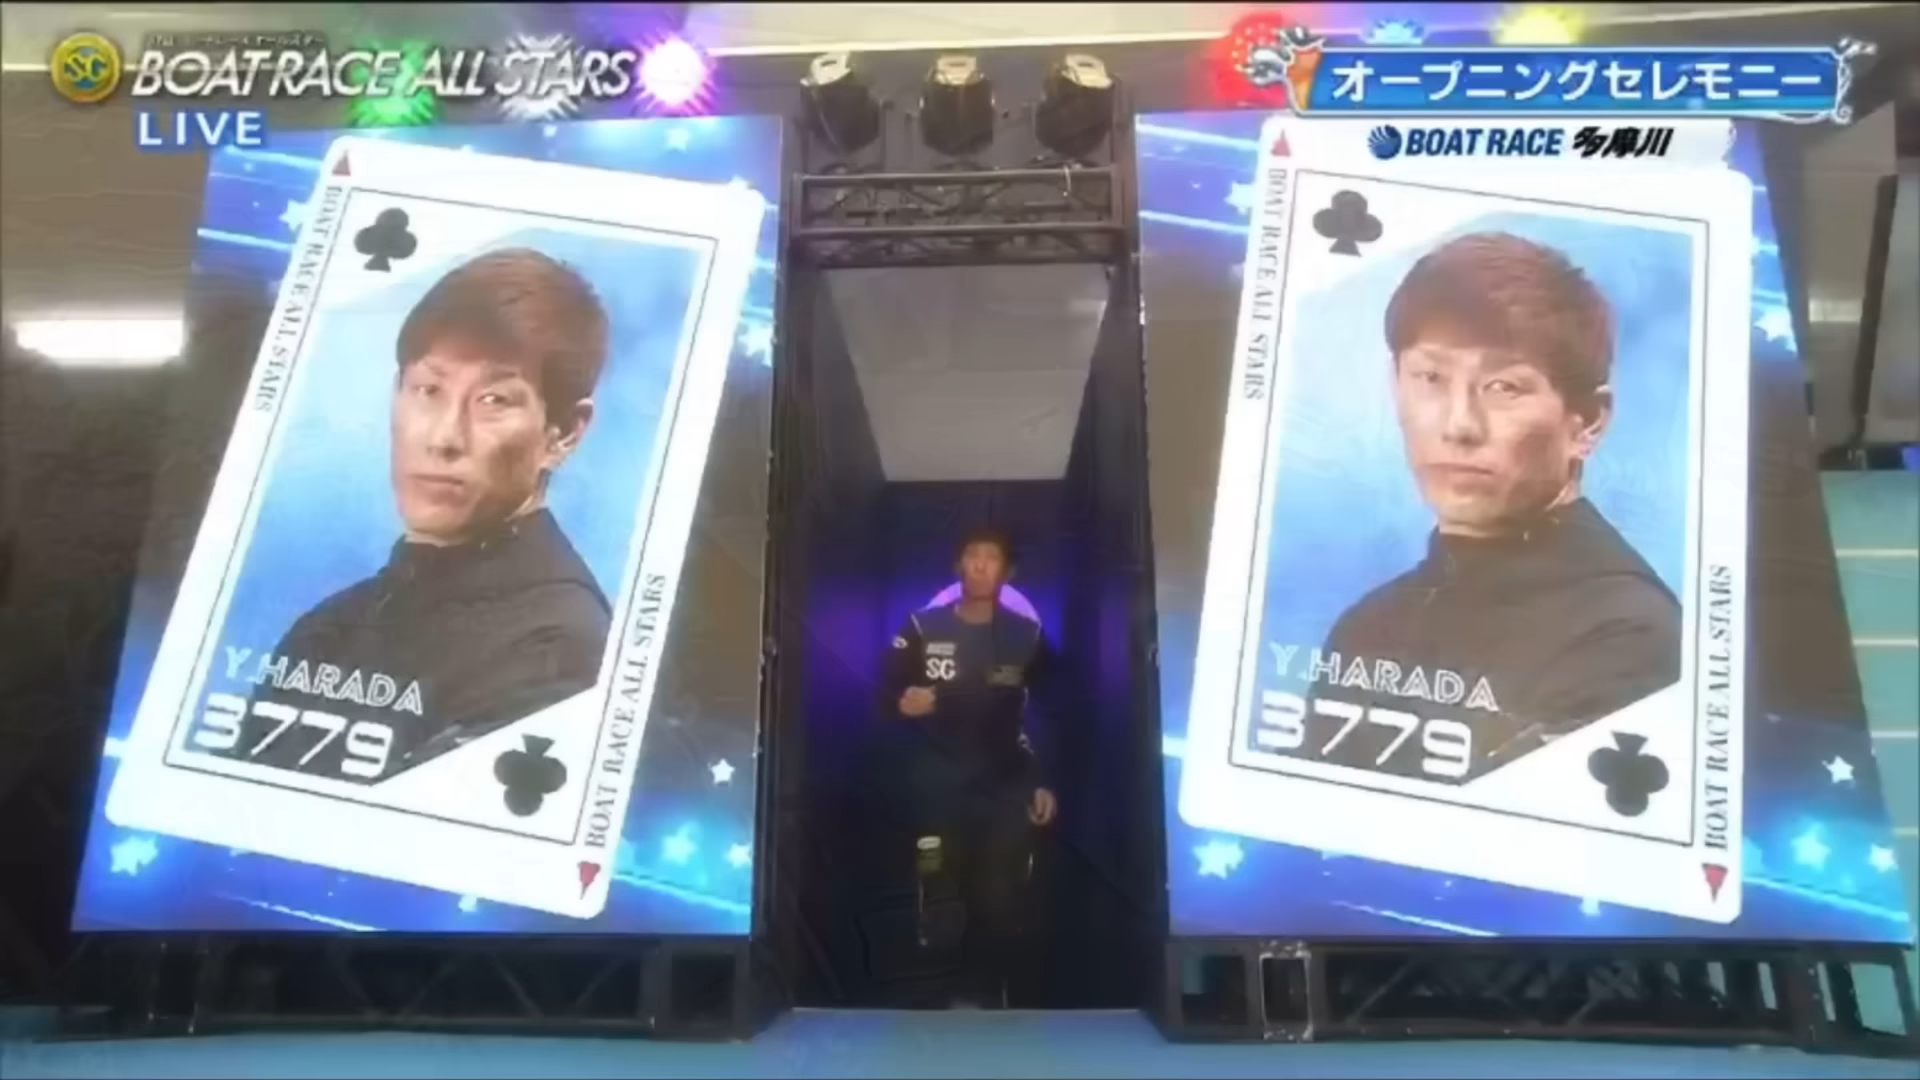 SG BOAT RACE ALL STARS
LIVE
オープニングセレモニー
BOAT RACE 多摩川
BOAT RACE ALL STARS
Y.HARADA
3779
BOAT RACE ALL STARS
SG
BOAT RACE ALL STARS
Y.HARADA
3779
BOAT RACE ALL STARS